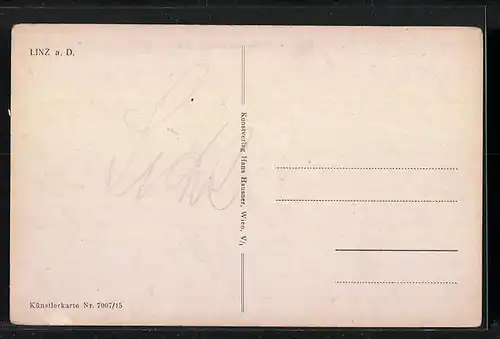 LINZ a. D.
Kunstverlag Hans Hausner, Wien, V/1
Künstlerkarte Nr. 7007/15